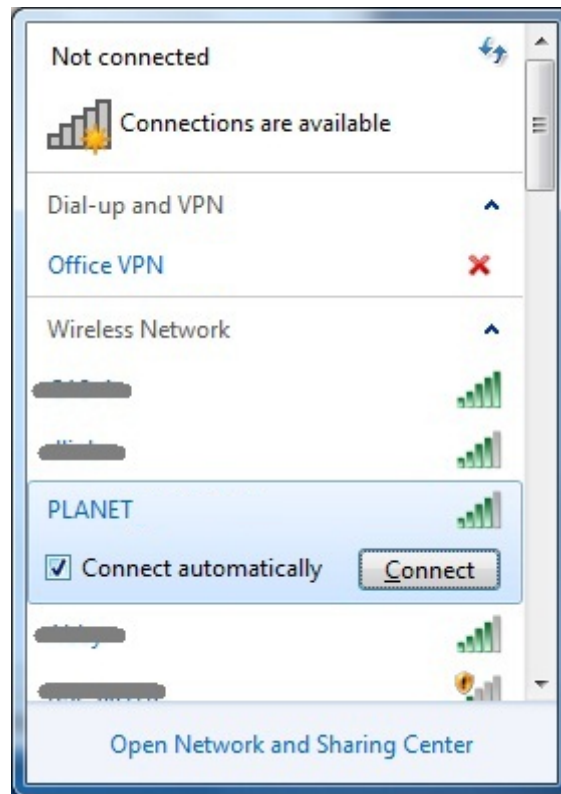 Not connected
Connections are available
Dial-up and VPN
Office VPN
Wireless Network
PLANET
Connect automatically
Connect
Open Network and Sharing Center